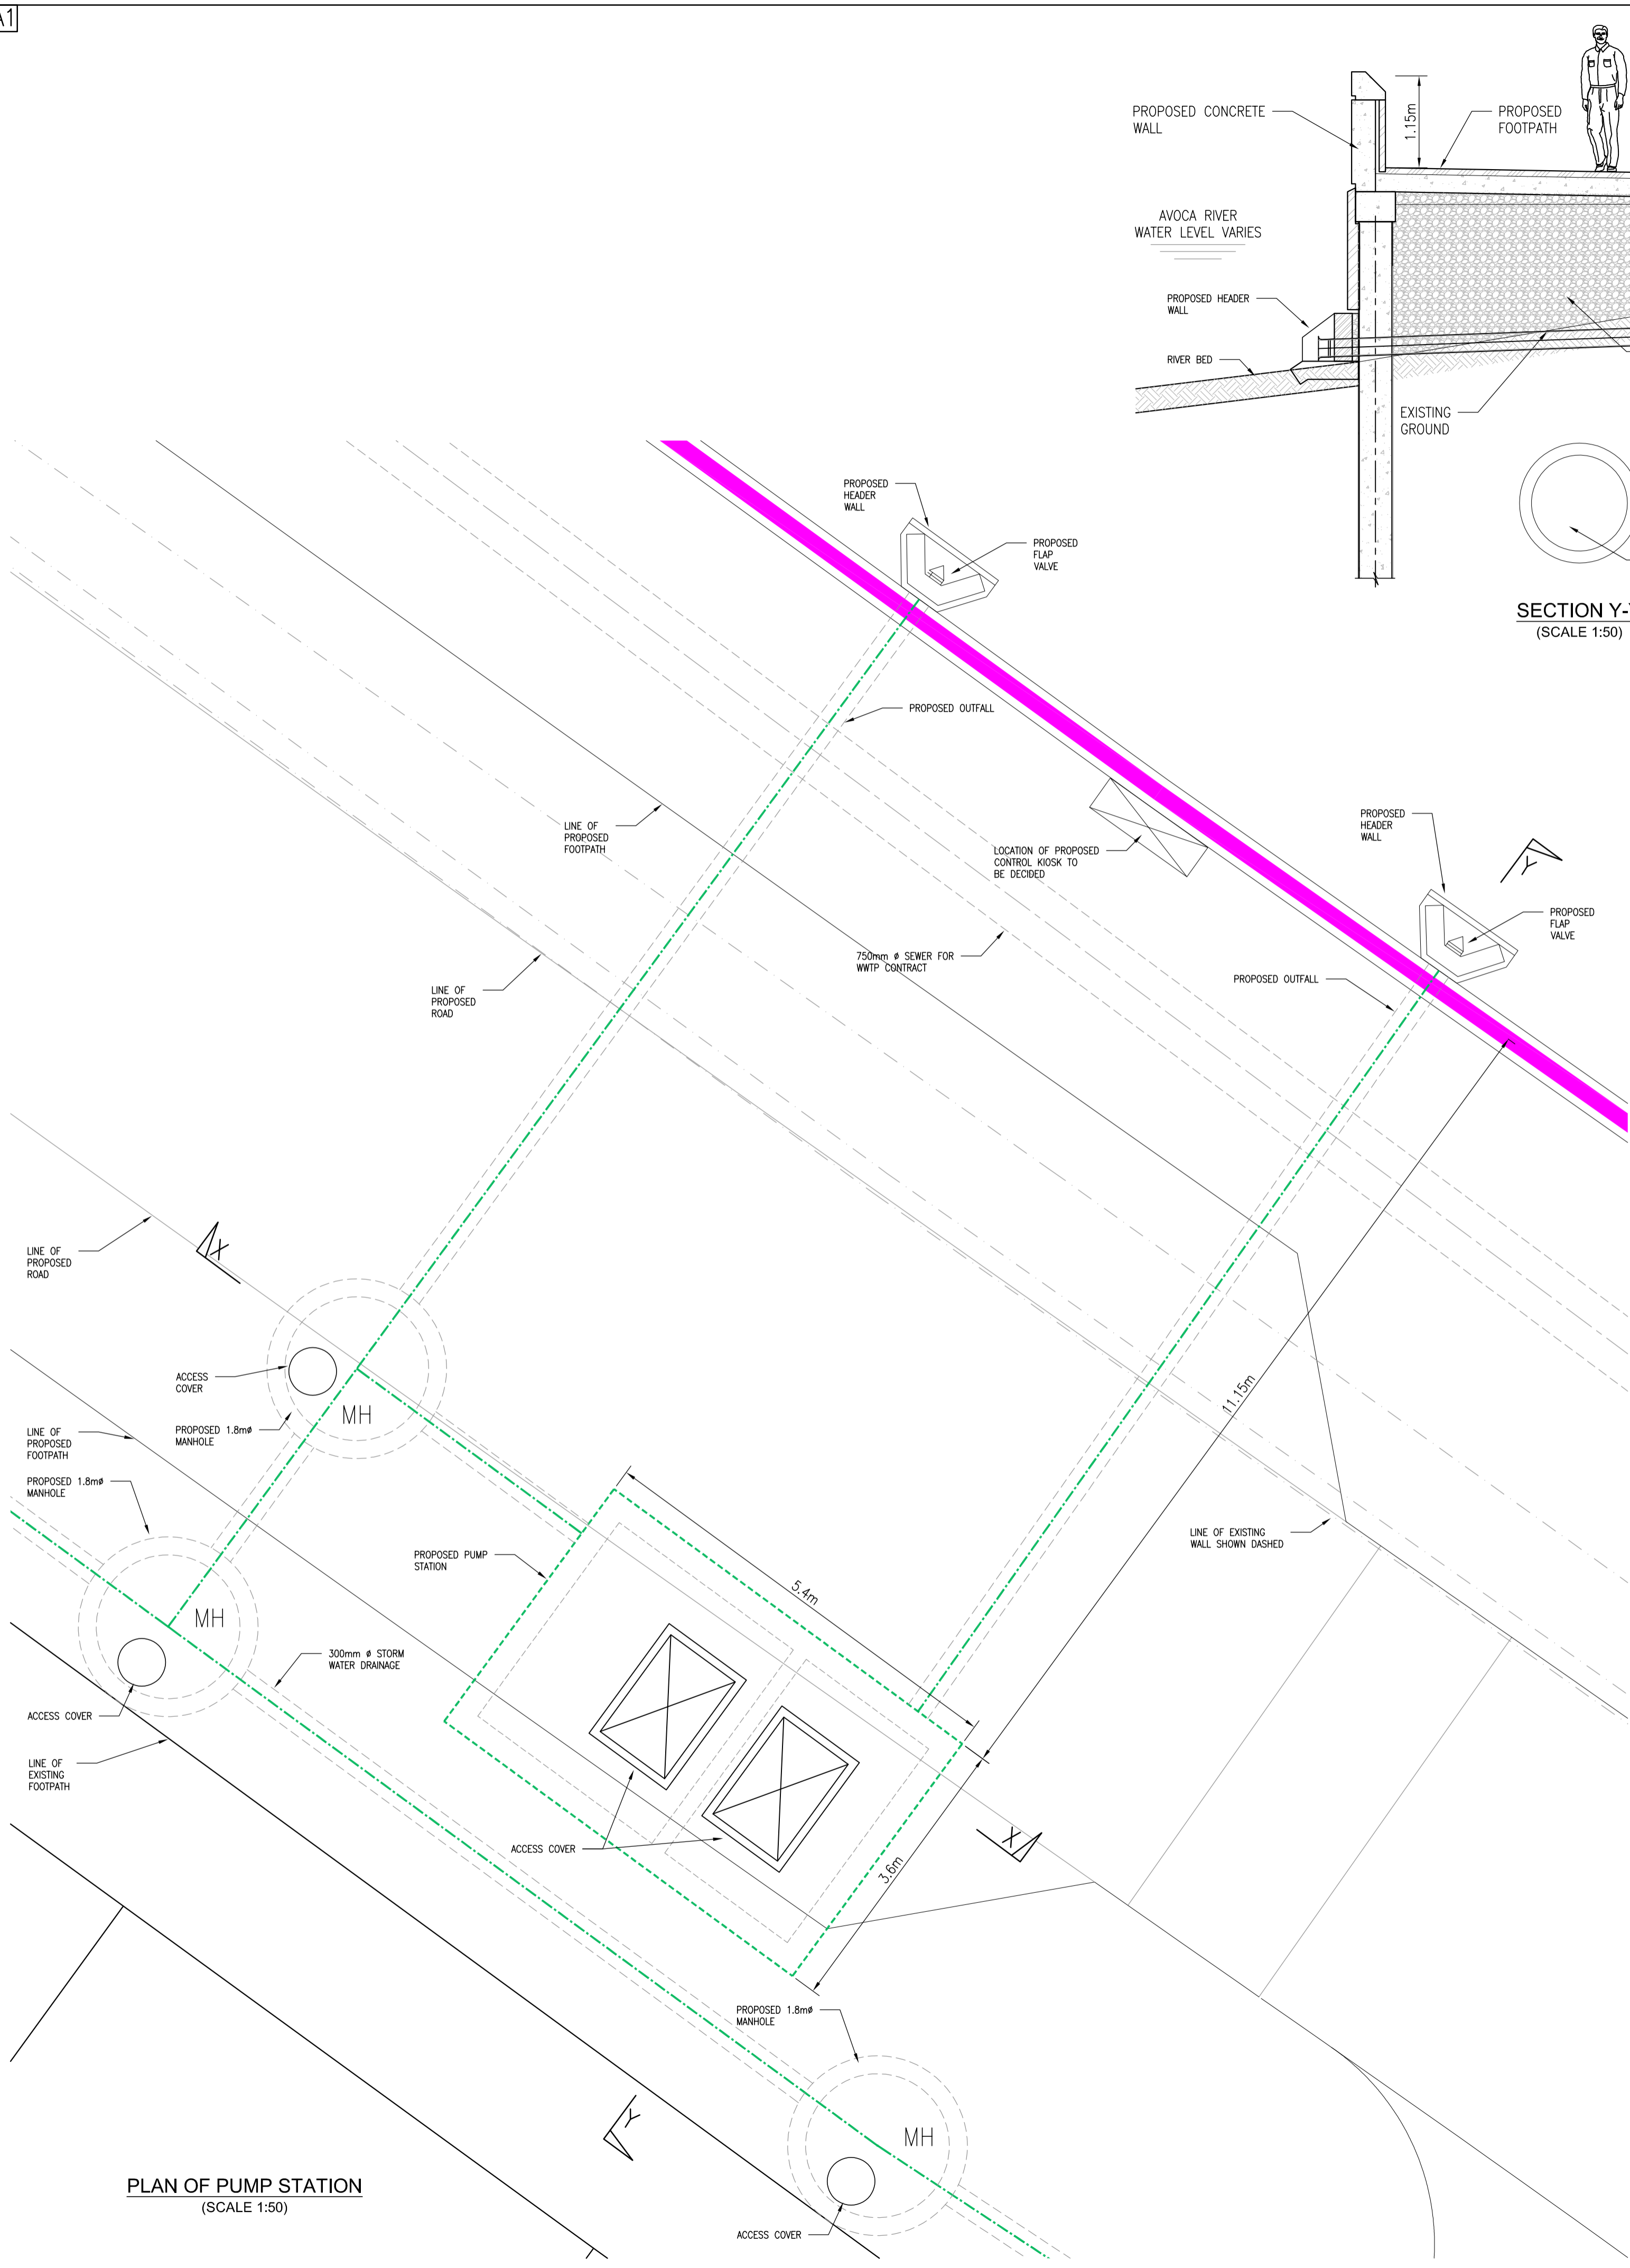 A1
PROPOSED CONCRETE
WALL
1.15m
PROPOSED
FOOTPATH
AVOCA RIVER
WATER LEVEL VARIES
PROPOSED HEADER
WALL
RIVER BED
EXISTING
GROUND
SECTION Y-
(SCALE 1:50)
PROPOSED
HEADER
WALL
PROPOSED
FLAP
VALVE
PROPOSED OUTFALL
LINE OF
PROPOSED
FOOTPATH
LOCATION OF PROPOSED
CONTROL KIOSK TO
BE DECIDED
PROPOSED
HEADER
WALL
Y
PROPOSED
FLAP
VALVE
750mm ø SEWER FOR
WWTP CONTRACT
PROPOSED OUTFALL
LINE OF
PROPOSED
ROAD
LINE OF
PROPOSED
ROAD
X
ACCESS
COVER
MH
PROPOSED 1.8mø
MANHOLE
11.15m
LINE OF
PROPOSED
FOOTPATH
PROPOSED 1.8mø
MANHOLE
LINE OF EXISTING
WALL SHOWN DASHED
PROPOSED PUMP
STATION
5.4m
MH
300mm ø STORM
WATER DRAINAGE
ACCESS COVER
LINE OF
EXISTING
FOOTPATH
ACCESS COVER
X
3.6m
PROPOSED 1.8mø
MANHOLE
Y
MH
PLAN OF PUMP STATION
(SCALE 1:50)
ACCESS COVER